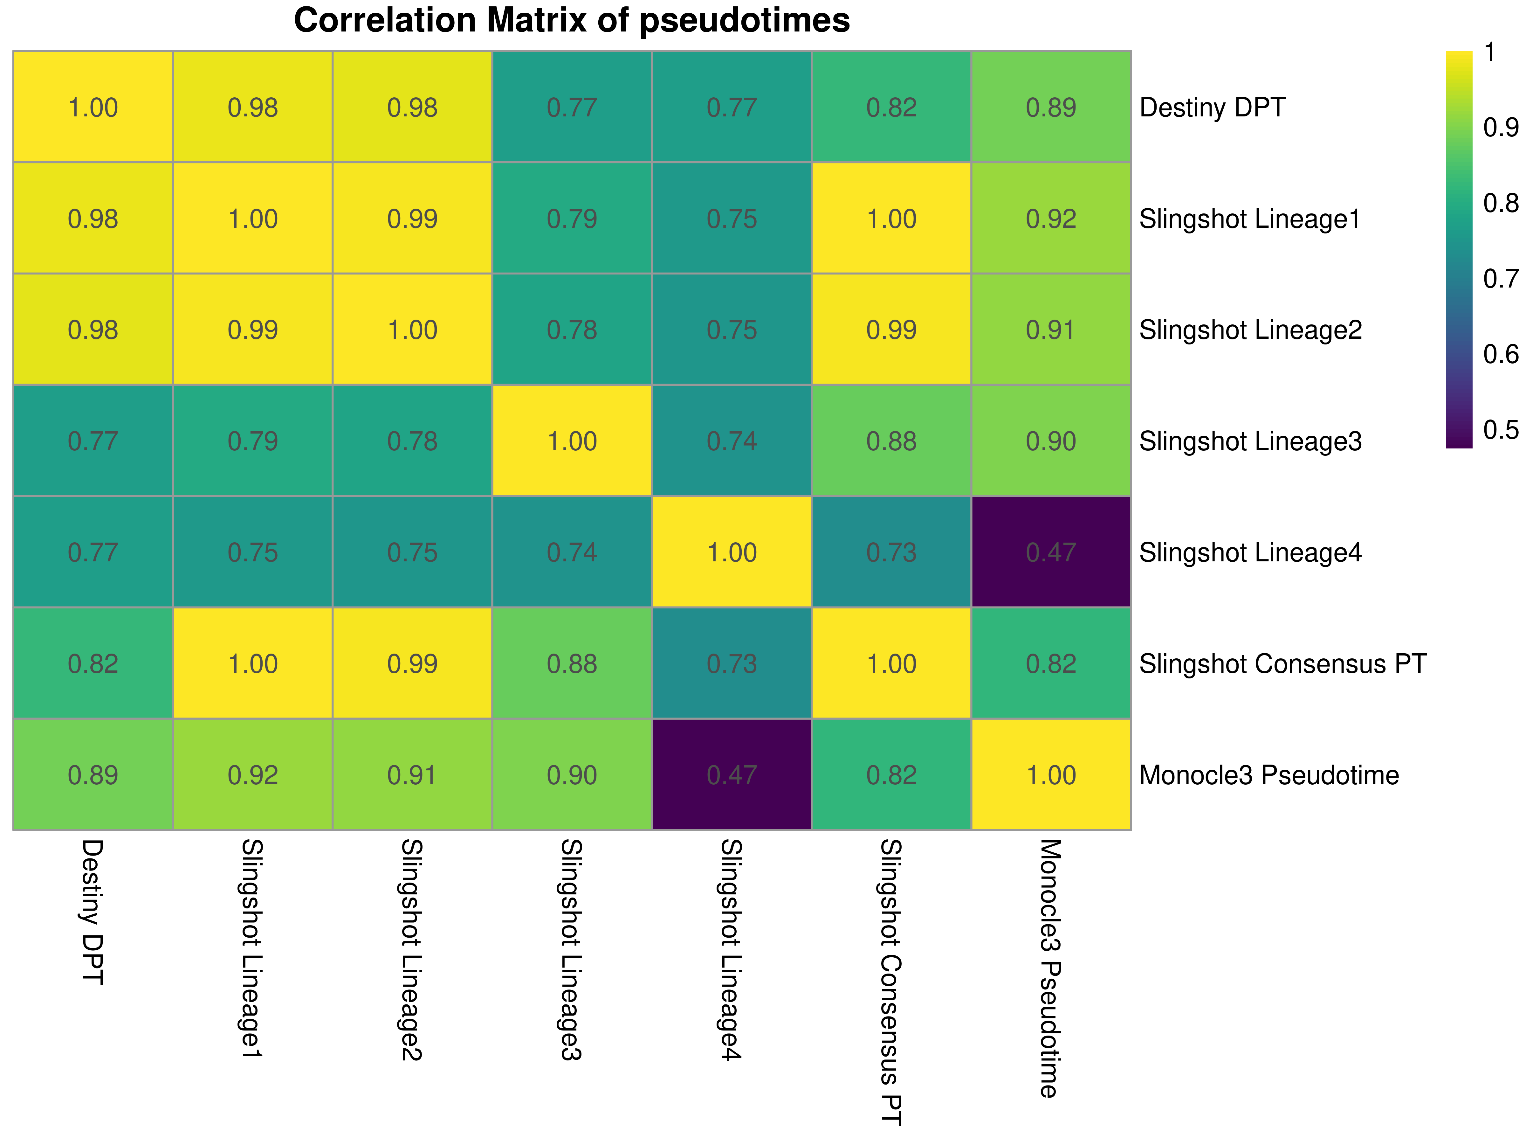 Correlation Matrix of pseudotimes
1.00 0.98 0.98 0.77 0.77 0.82 0.89 Destiny DPT
0.98 1.00 0.99 0.79 0.75 1.00 0.92 Slingshot Lineage1
0.98 0.99 1.00 0.78 0.75 0.99 0.91 Slingshot Lineage2
0.77 0.79 0.78 1.00 0.74 0.88 0.90 Slingshot Lineage3
0.77 0.75 0.75 0.74 1.00 0.73 0.47 Slingshot Lineage4
0.82 1.00 0.99 0.88 0.73 1.00 0.82 Slingshot Consensus PT
0.89 0.92 0.91 0.90 0.47 0.82 1.00 Monocle3 Pseudotime
Destiny DPT
Slingshot Lineage1
Slingshot Lineage2
Slingshot Lineage3
Slingshot Lineage4
Slingshot Consensus PT
Monocle3 Pseudotime
1
0.9
0.8
0.7
0.6
0.5